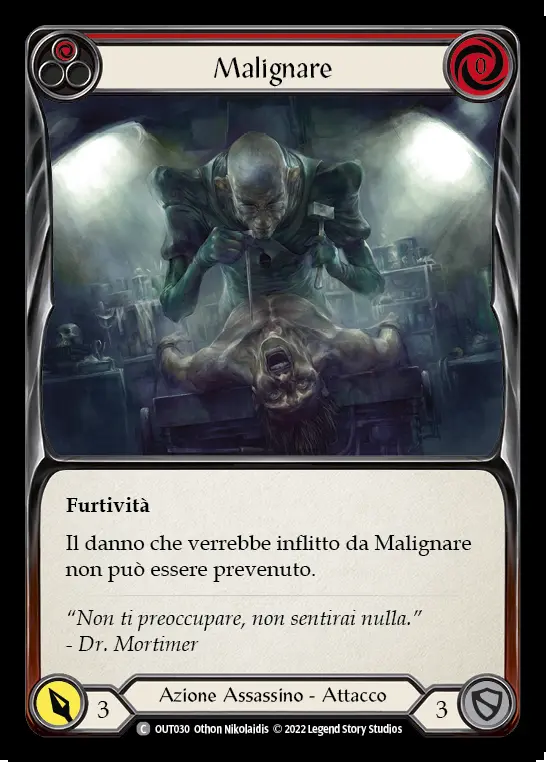 Malignare
0
Furtività
Il danno che verrebbe inflitto da Malignare
non può essere prevenuto.
“Non ti preoccupare, non sentirai nulla.”
- Dr. Mortimer
3
Azione Assassino - Attacco
3
C OUT030 Othon Nikolaidis © 2022 Legend Story Studios